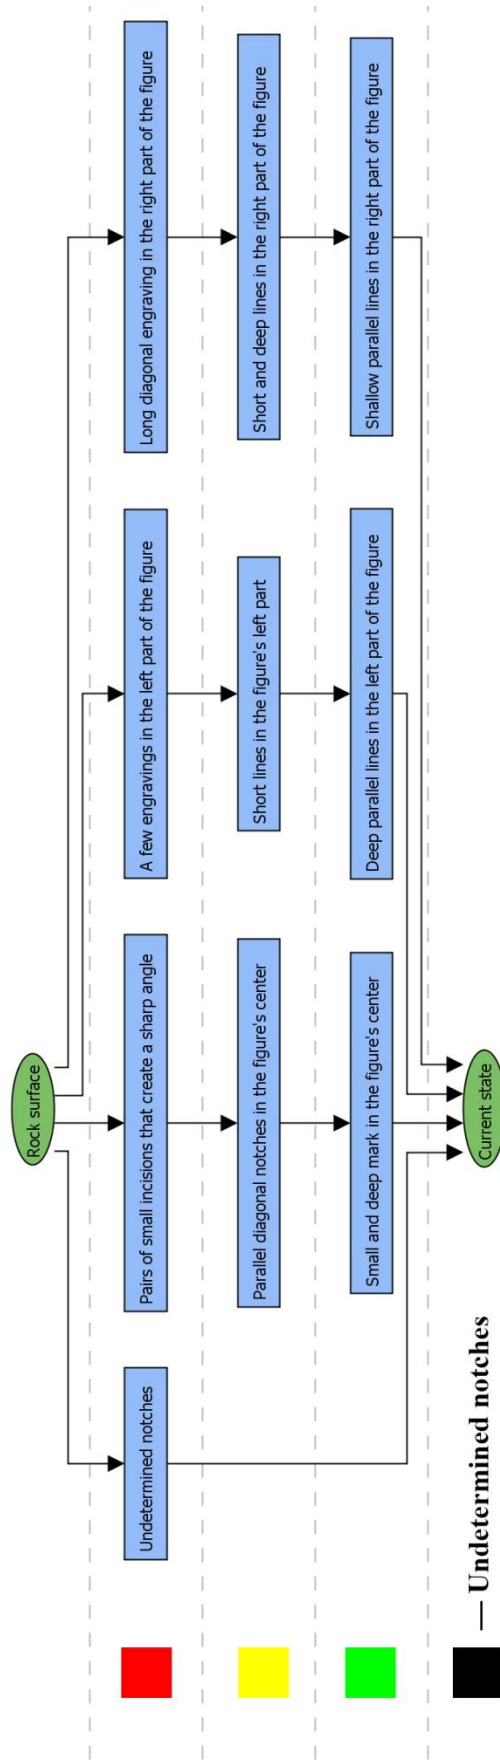 Rock surface
Undetermined notches
Pairs of small incisions that create a sharp angle
A few engravings in the left part of the figure
Long diagonal engraving in the right part of the figure
Parallel diagonal notches in the figure's center
Short lines in the figure's left part
Short and deep lines in the right part of the figure
Small and deep mark in the figure's center
Deep parallel lines in the left part of the figure
Shallow parallel lines in the right part of the figure
Current state
— Undetermined notches